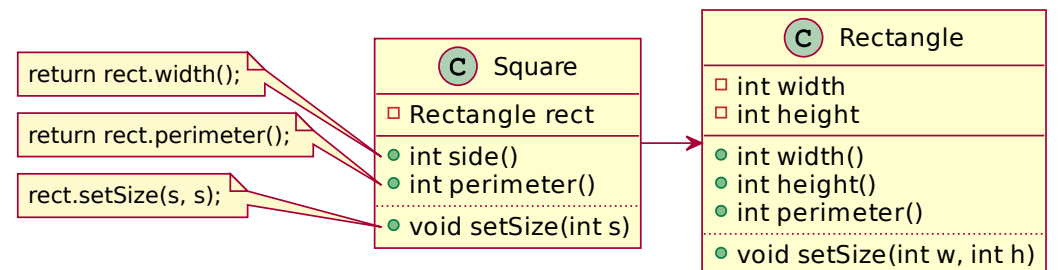 return rect.width();
return rect.perimeter();
rect.setSize(s, s);
C Square
Rectangle rect
int side()
int perimeter()
void setSize(int s)
C Rectangle
int width
int height
int width()
int height()
int perimeter()
void setSize(int w, int h)